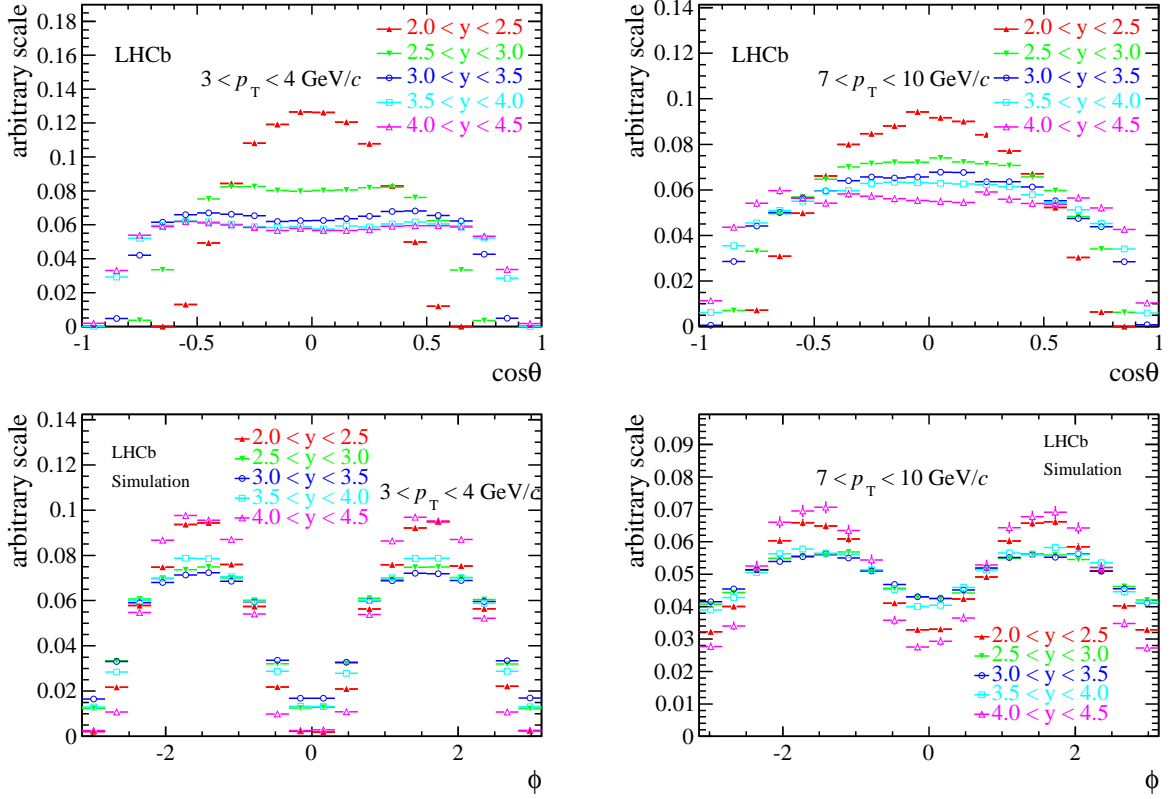 arbitrary scale
0.18
0.16
0.14
0.12
0.1
0.08
0.06
0.04
0.02
0
LHCb
3 < p_T < 4 GeV/c
2.0 < y < 2.5
2.5 < y < 3.0
3.0 < y < 3.5
3.5 < y < 4.0
4.0 < y < 4.5
-1 -0.5 0 0.5 1
cosθ
arbitrary scale
0.14
0.12
0.1
0.08
0.06
0.04
0.02
0
LHCb
7 < p_T < 10 GeV/c
2.0 < y < 2.5
2.5 < y < 3.0
3.0 < y < 3.5
3.5 < y < 4.0
4.0 < y < 4.5
-1 -0.5 0 0.5 1
cosθ
arbitrary scale
0.14
0.12
0.1
0.08
0.06
0.04
0.02
0
LHCb
Simulation
2.0 < y < 2.5
2.5 < y < 3.0
3.0 < y < 3.5
3.5 < y < 4.0
4.0 < y < 4.5
3 < p_T < 4 GeV/c
-2 0 2
ϕ
arbitrary scale
0.09
0.08
0.07
0.06
0.05
0.04
0.03
0.02
0.01
0
7 < p_T < 10 GeV/c
LHCb
Simulation
2.0 < y < 2.5
2.5 < y < 3.0
3.0 < y < 3.5
3.5 < y < 4.0
4.0 < y < 4.5
-2 0 2
ϕ